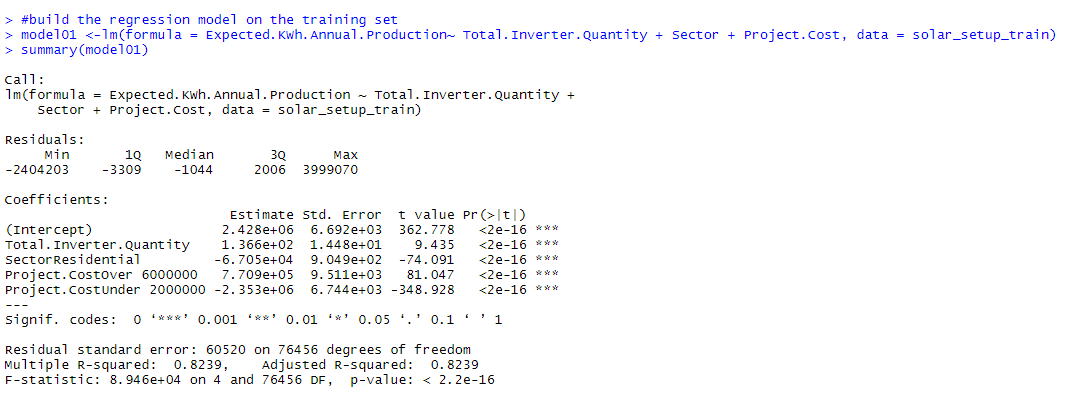 > #build the regression model on the training set
> model01 <-lm(formula = Expected.KWh.Annual.Production~ Total.Inverter.Quantity + Sector + Project.Cost, data = solar_setup_train)
> summary(model01)
Call:
lm(formula = Expected.KWh.Annual.Production ~ Total.Inverter.Quantity +
    Sector + Project.Cost, data = solar_setup_train)
Residuals:
     Min       1Q   Median       3Q      Max
-2404203    -3309    -1044     2006  3999070
Coefficients:
                            Estimate Std. Error  t value Pr(>|t|)
(Intercept)                2.428e+06  6.692e+03  362.778   <2e-16 ***
Total.Inverter.Quantity    1.366e+02  1.448e+01    9.435   <2e-16 ***
SectorResidential         -6.705e+04  9.049e+02  -74.091   <2e-16 ***
Project.CostOver 6000000   7.709e+05  9.511e+03   81.047   <2e-16 ***
Project.CostUnder 2000000 -2.353e+06  6.744e+03 -348.928   <2e-16 ***
---
Signif. codes:  0 ‘***’ 0.001 ‘**’ 0.01 ‘*’ 0.05 ‘.’ 0.1 ‘ ’ 1
Residual standard error: 60520 on 76456 degrees of freedom
Multiple R-squared:  0.8239,    Adjusted R-squared:  0.8239
F-statistic: 8.946e+04 on 4 and 76456 DF,  p-value: < 2.2e-16